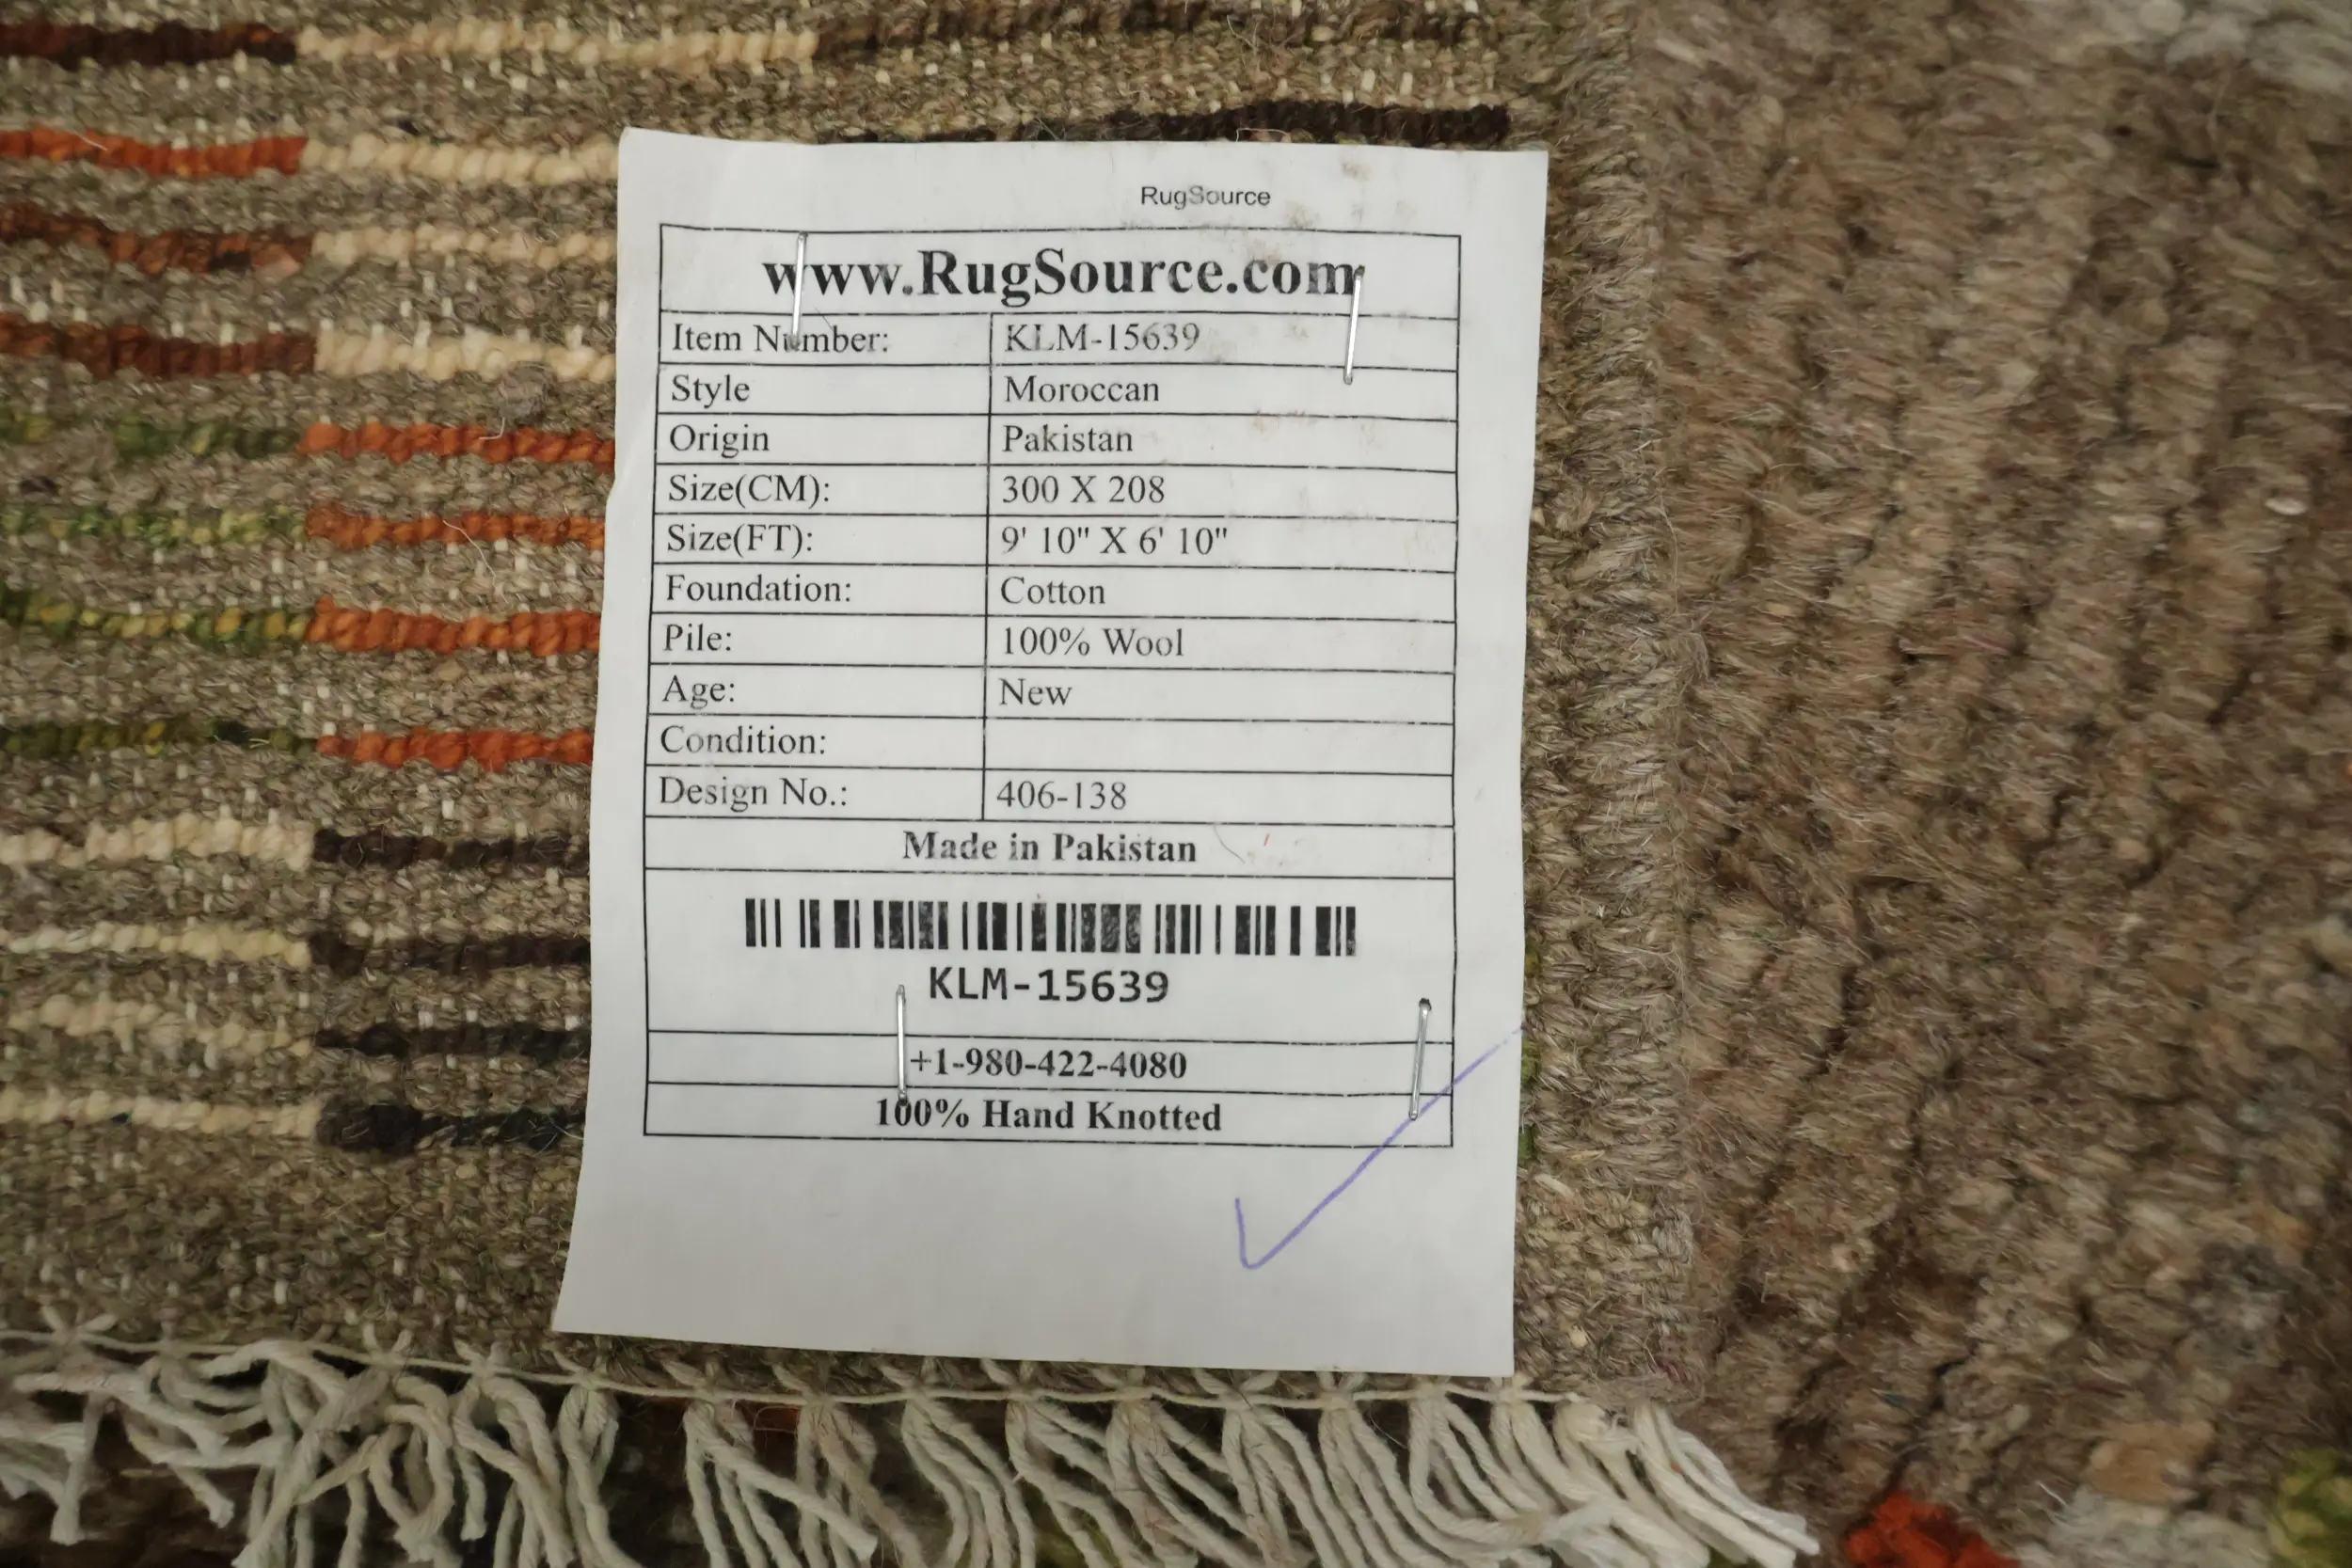 RugSource
www.RugSource.com
Item Number: KLM-15639
Style Moroccan
Origin Pakistan
Size(CM): 300 X 208
Size(FT): 9' 10" X 6' 10"
Foundation: Cotton
Pile: 100% Wool
Age: New
Condition:
Design No.: 406-138
Made in Pakistan
KLM-15639
+1-980-422-4080
100% Hand Knotted